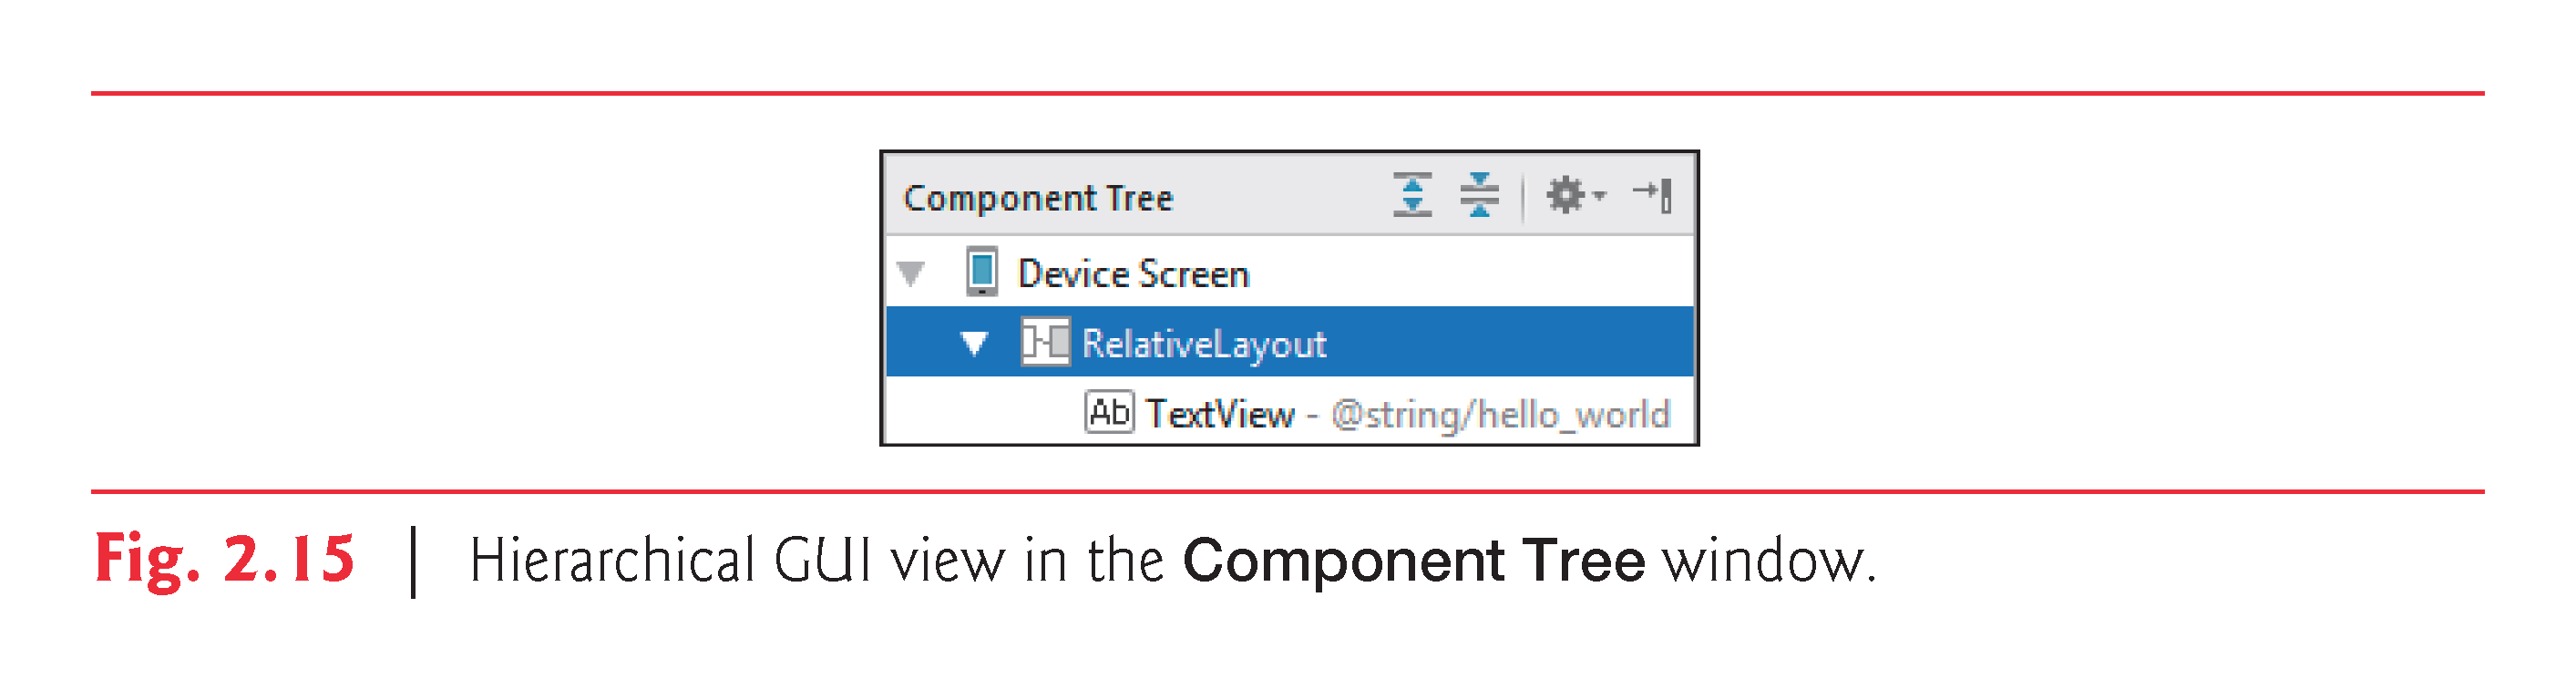 Component Tree
Device Screen
RelativeLayout
Ab TextView - @string/hello_world
Fig. 2.15 | Hierarchical GUI view in the Component Tree window.